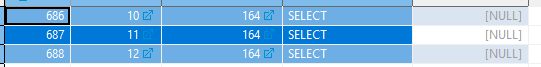 686 10 164 SELECT [NULL]
687 11 164 SELECT [NULL]
688 12 164 SELECT [NULL]